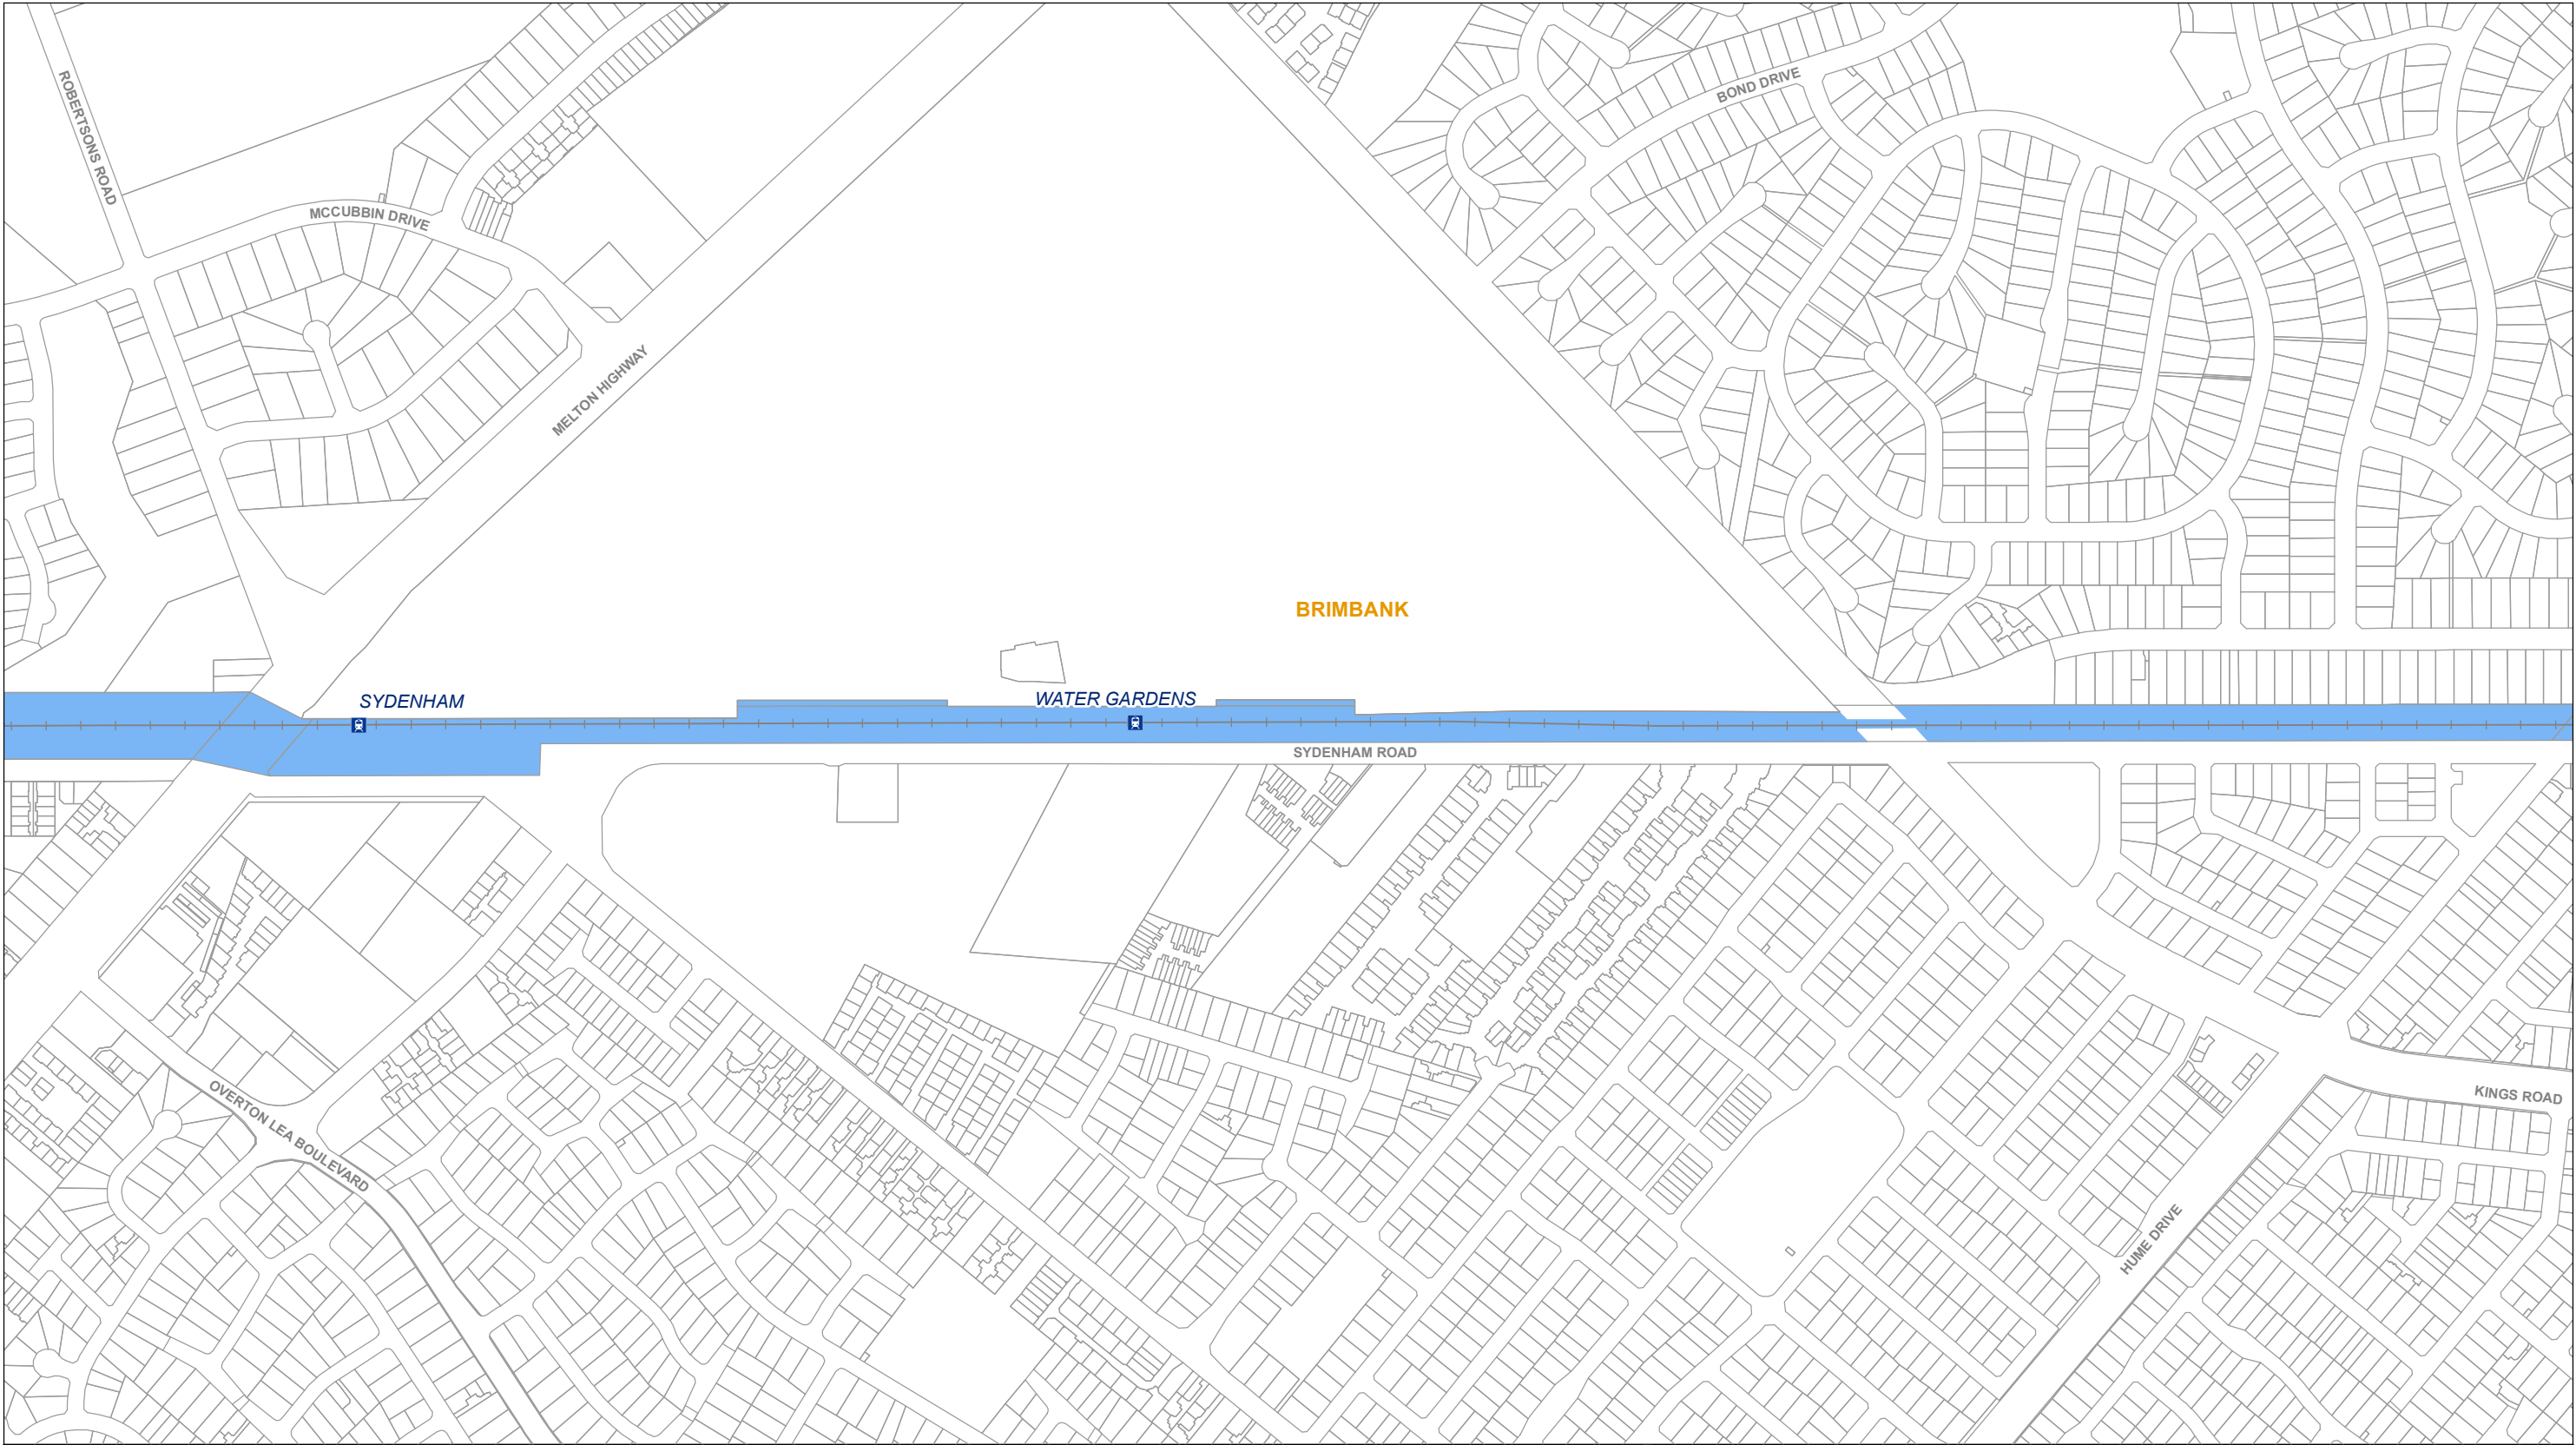 BOND DRIVE
ROBERTSONS ROAD
MCCUBBIN DRIVE
MELTON HIGHWAY
BRIMBANK
SYDENHAM
WATER GARDENS
SYDENHAM ROAD
OVERTON LEA BOULEVARD
KINGS ROAD
HUME DRIVE